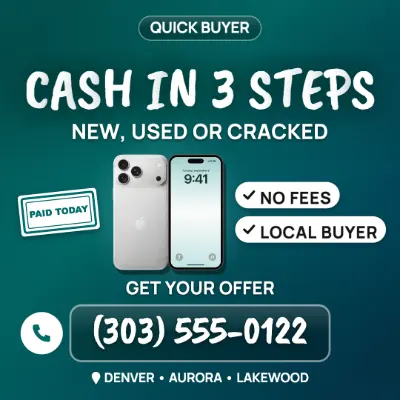 QUICK BUYER
CASH IN 3 STEPS
NEW, USED OR CRACKED
PAID TODAY
9:41
NO FEES
LOCAL BUYER
GET YOUR OFFER
(303) 555-0122
DENVER • AURORA • LAKEWOOD